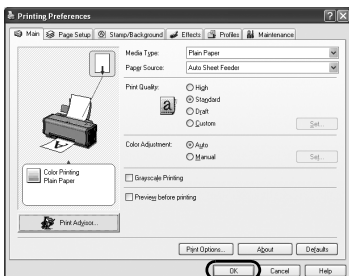 Printing Preferences
Main Page Setup Stamp/Background Effects Profiles Maintenance
Media Type: Plain Paper
Paper Source: Auto Sheet Feeder
Print Quality: High
Standard
Draft
Custom Set...
Color Adjustment: Auto
Manual Set...
Color Printing
Plain Paper
Grayscale Printing
Preview before printing
Print Advisor...
Print Options... About Defaults
OK Cancel Help